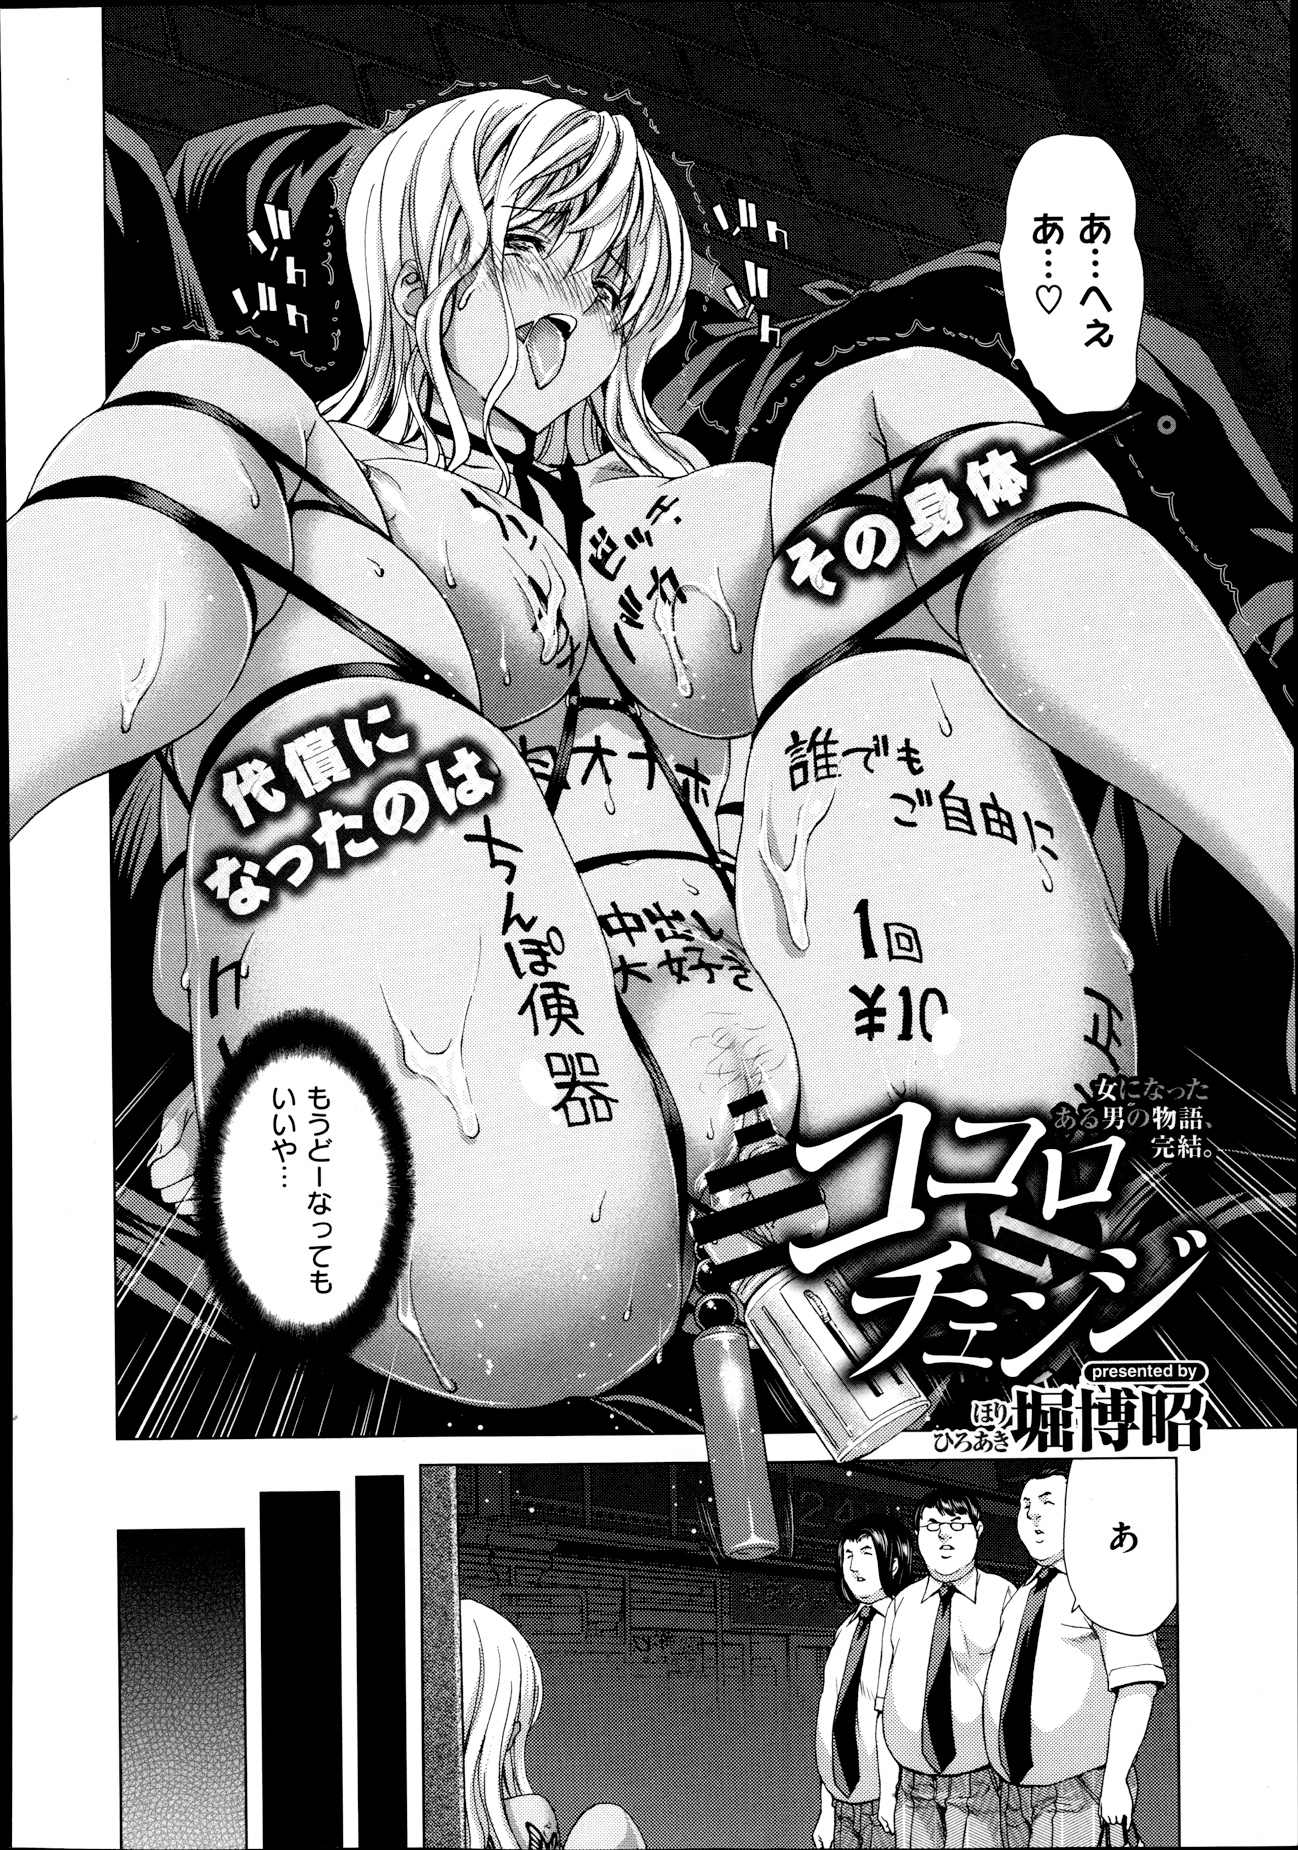 あ…へぇ
あ…♡
その身体
代償に
なったのは
ビッチ
バカ
肉オナホ
誰でも
ご自由に
1回
¥10
ちんぽ便器
中出し
大好き
もうどーなっても
いいや…
女になった
ある男の物語、
完結。
ココロ
チェンジ
presented by
ほり
ひろあき
堀博昭
あ